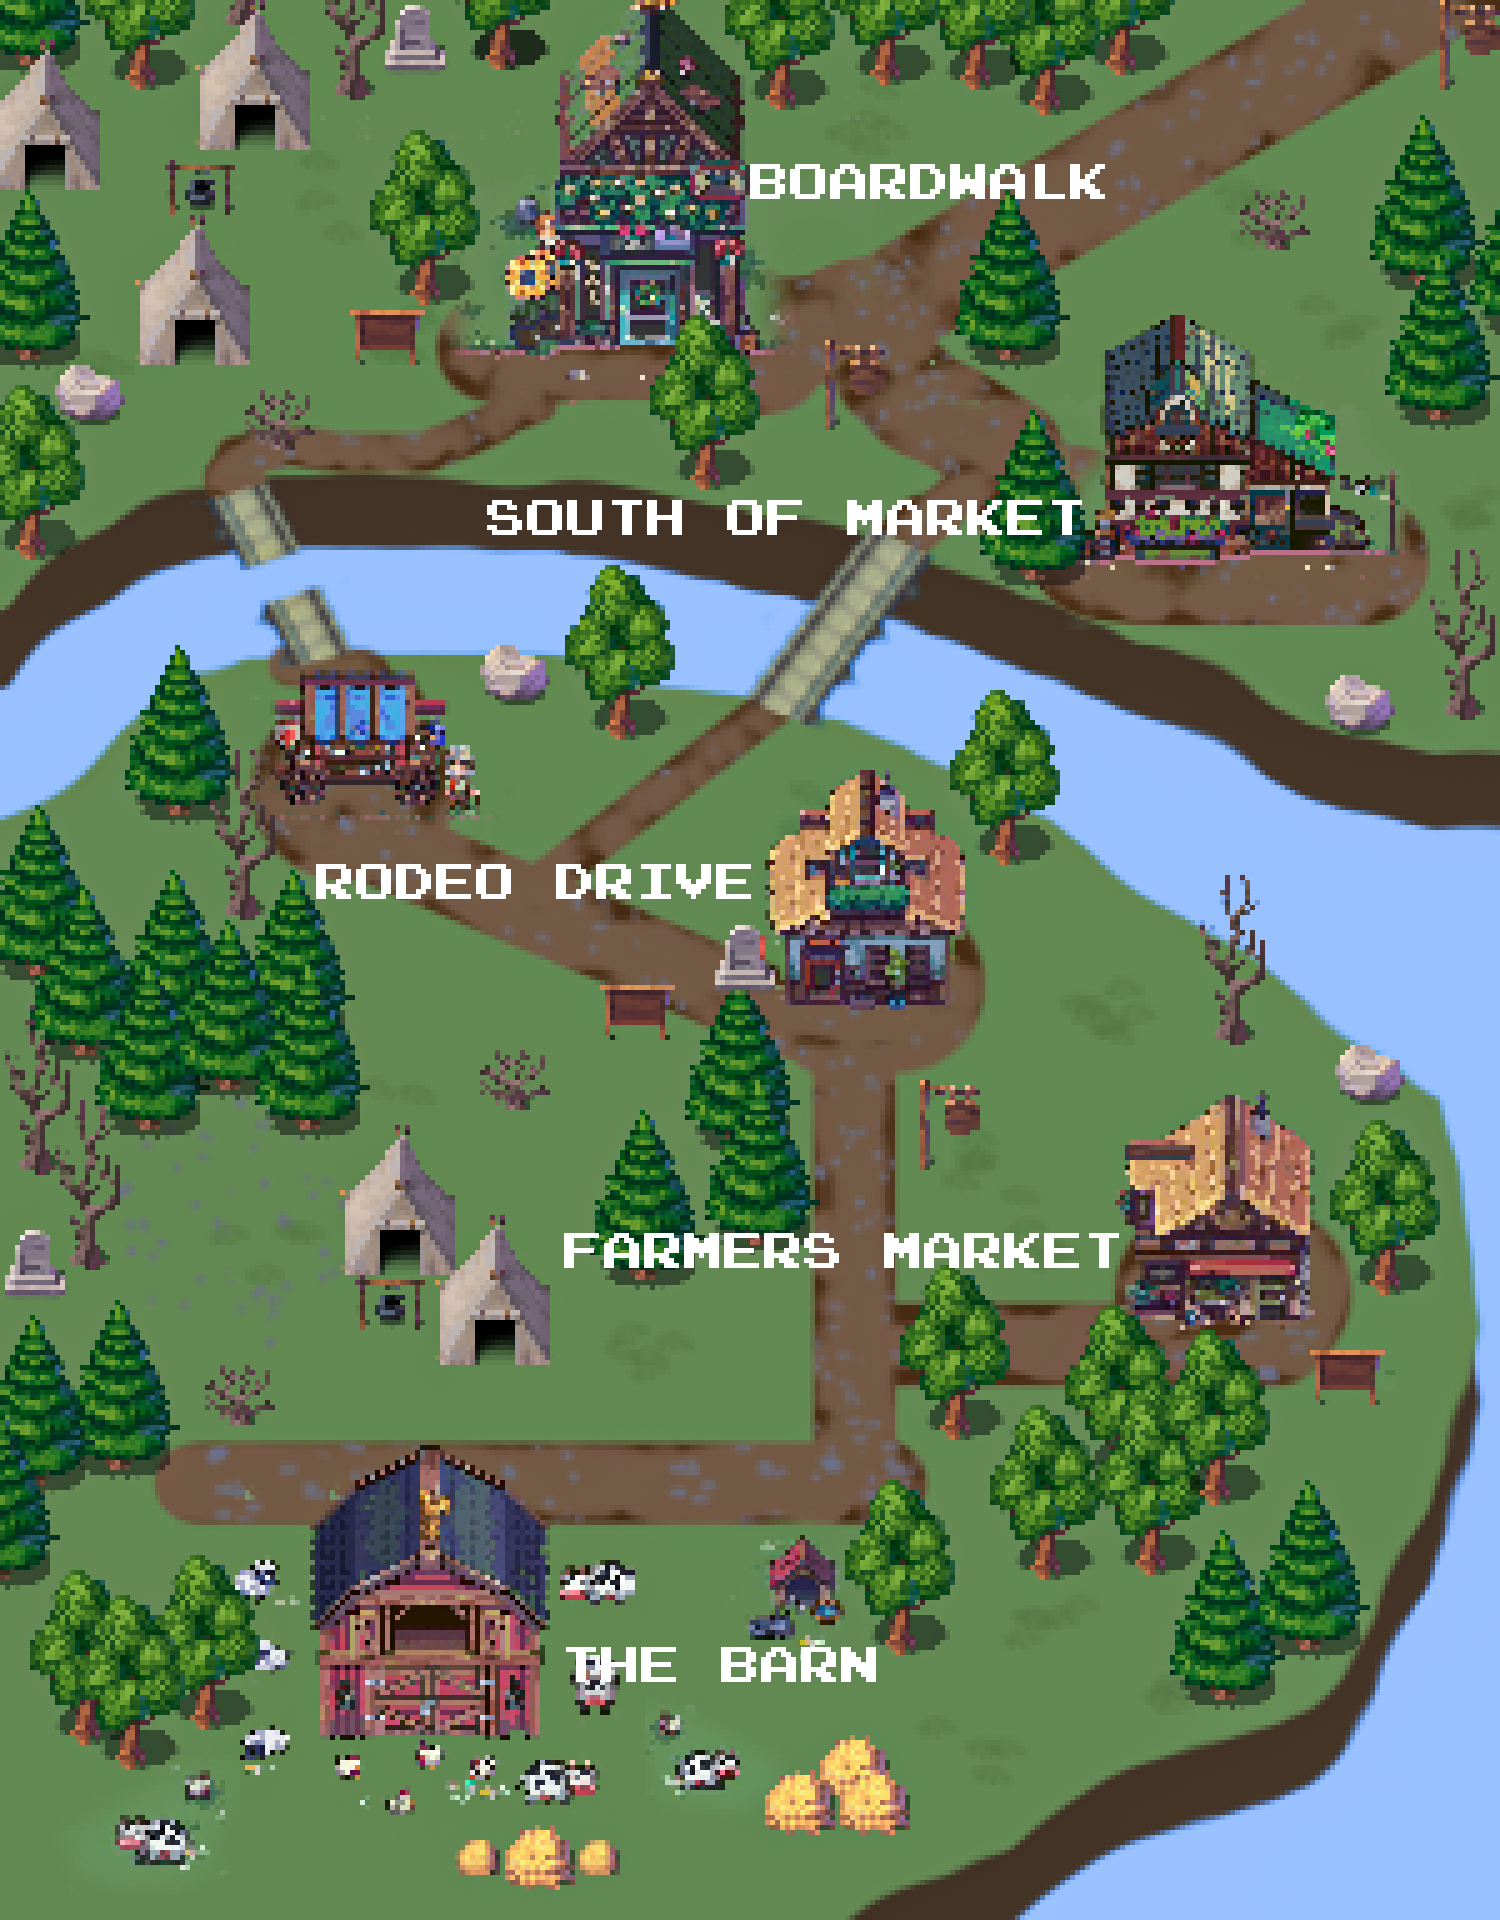 BOARDWALK
SOUTH OF MARKET
RODEO DRIVE
FARMERS MARKET
THE BARN